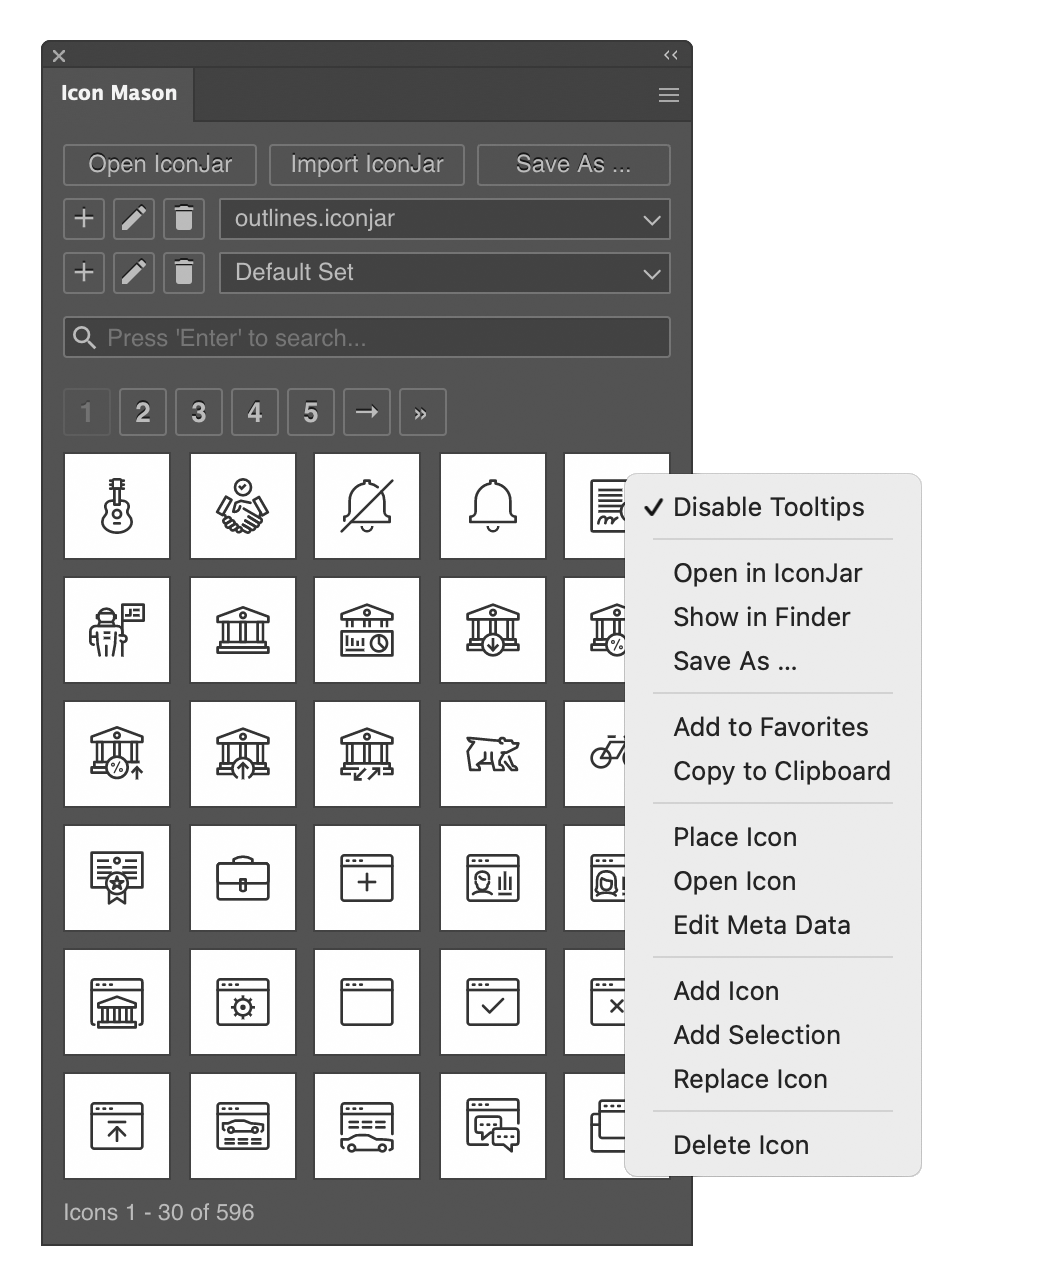 Icon Mason
Open IconJar
Import IconJar
Save As ...
outlines.iconjar
Default Set
Press 'Enter' to search...
1 2 3 4 5 → »
Disable Tooltips
Open in IconJar
Show in Finder
Save As ...
Add to Favorites
Copy to Clipboard
Place Icon
Open Icon
Edit Meta Data
Add Icon
Add Selection
Replace Icon
Delete Icon
Icons 1 - 30 of 596